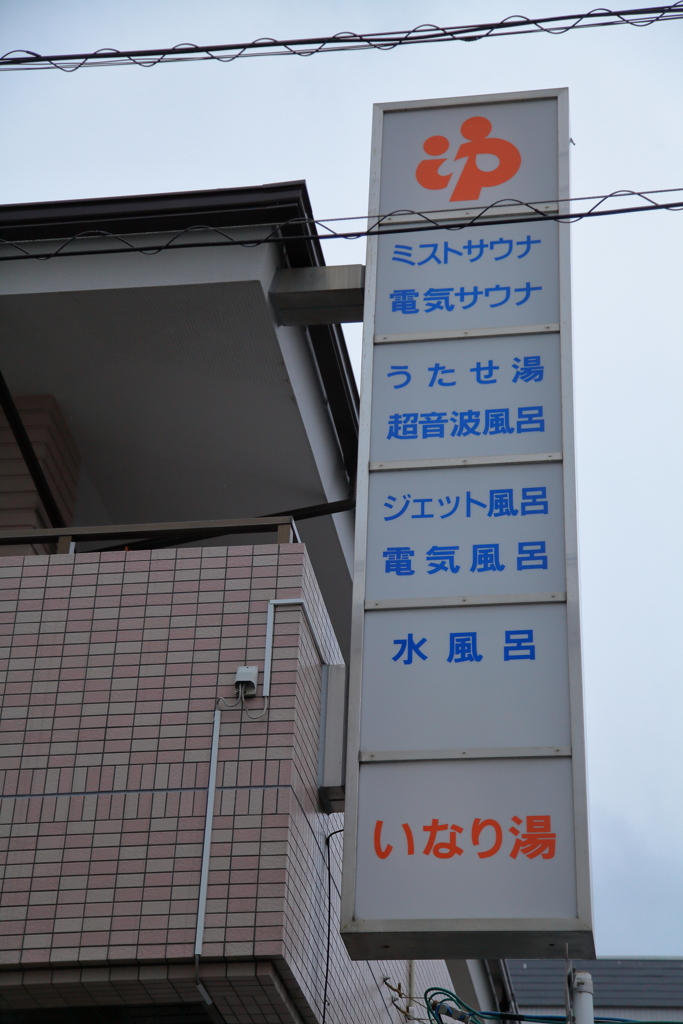 ゆ
ミストサウナ
電気サウナ
うたせ湯
超音波風呂
ジェット風呂
電気風呂
水風呂
いなり湯